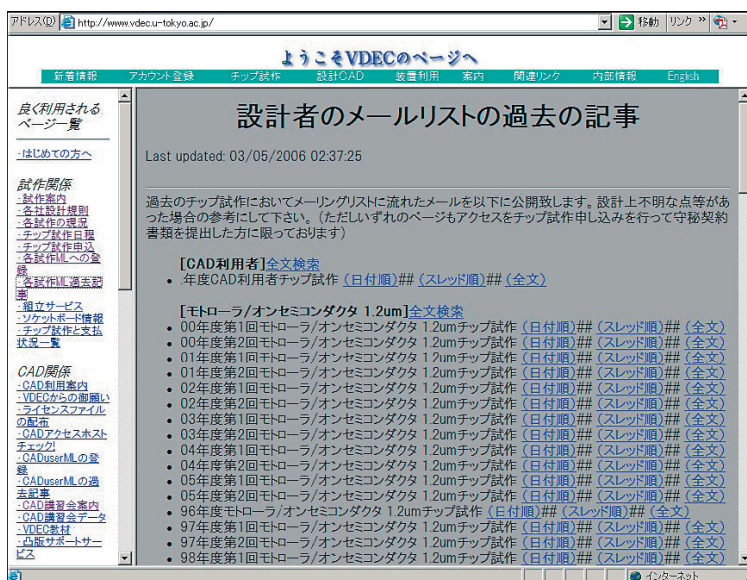 アドレス(D) http://www.vdec.u-tokyo.ac.jp/ 移動 リンク »
ようこそVDECのページへ
新着情報 アカウント登録 チップ試作 設計CAD 装置利用 案内 関連リンク 内部情報 English
良く利用される
ページ一覧
・はじめての方へ
試作関係
・試作案内
・各社設計規則
・各試作の現況
・チップ試作日程
・チップ試作申込
・各試作MLへの登
録
・各試作ML過去記
事
・組立サービス
・ソケットボード情報
・チップ試作と支払
状況一覧
CAD関係
・CAD利用案内
・VDECからの御願い
・ライセンスファイル
の配布
・CADアクセスホスト
チェック!
・CADuserMLの登
録
・CADuserMLの過
去記事
・CAD講習会案内
・CAD講習会データ
・VDEC教材
・凸版サポートサー
ビス
設計者のメールリストの過去の記事
Last updated: 03/05/2006 02:37:25
過去のチップ試作においてメーリングリストに流れたメールを以下に公開致します。設計上不明な点等があ
った場合の参考にして下さい。(ただしいずれのページもアクセスをチップ試作申し込みを行って守秘契約
書類を提出した方に限っております)
[CAD利用者]全文検索
• .年度CAD利用者チップ試作 (日付順)## (スレッド順)## (全文)
[モトローラ/オンセミコンダクタ 1.2um]全文検索
• 00年度第1回モトローラ/オンセミコンダクタ 1.2umチップ試作 (日付順)## (スレッド順)## (全文)
• 00年度第2回モトローラ/オンセミコンダクタ 1.2umチップ試作 (日付順)## (スレッド順)## (全文)
• 01年度第1回モトローラ/オンセミコンダクタ 1.2umチップ試作 (日付順)## (スレッド順)## (全文)
• 01年度第2回モトローラ/オンセミコンダクタ 1.2umチップ試作 (日付順)## (スレッド順)## (全文)
• 02年度第1回モトローラ/オンセミコンダクタ 1.2umチップ試作 (日付順)## (スレッド順)## (全文)
• 02年度第2回モトローラ/オンセミコンダクタ 1.2umチップ試作 (日付順)## (スレッド順)## (全文)
• 03年度第1回モトローラ/オンセミコンダクタ 1.2umチップ試作 (日付順)## (スレッド順)## (全文)
• 03年度第2回モトローラ/オンセミコンダクタ 1.2umチップ試作 (日付順)## (スレッド順)## (全文)
• 04年度第1回モトローラ/オンセミコンダクタ 1.2umチップ試作 (日付順)## (スレッド順)## (全文)
• 04年度第2回モトローラ/オンセミコンダクタ 1.2umチップ試作 (日付順)## (スレッド順)## (全文)
• 05年度第1回モトローラ/オンセミコンダクタ 1.2umチップ試作 (日付順)## (スレッド順)## (全文)
• 05年度第2回モトローラ/オンセミコンダクタ 1.2umチップ試作 (日付順)## (スレッド順)## (全文)
• 96年度モトローラ/オンセミコンダクタ 1.2umチップ試作 (日付順)## (スレッド順)## (全文)
• 97年度第1回モトローラ/オンセミコンダクタ 1.2umチップ試作 (日付順)## (スレッド順)## (全文)
• 97年度第2回モトローラ/オンセミコンダクタ 1.2umチップ試作 (日付順)## (スレッド順)## (全文)
• 98年度第1回モトローラ/オンセミコンダクタ 1.2umチップ試作 (日付順)## (スレッド順)## (全文)
インターネット